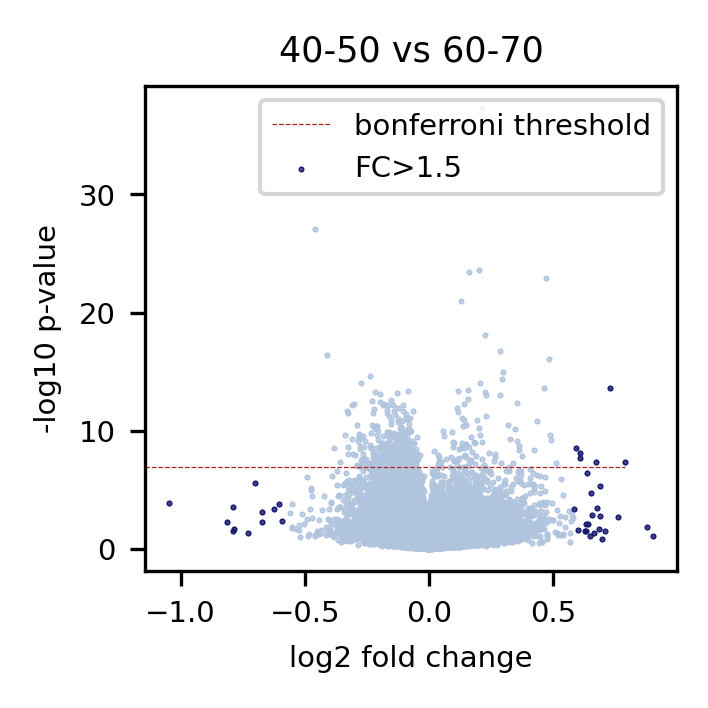 40-50 vs 60-70
bonferroni threshold
FC>1.5
30
20
10
0
-log10 p-value
−1.0
−0.5
0.0
0.5
log2 fold change